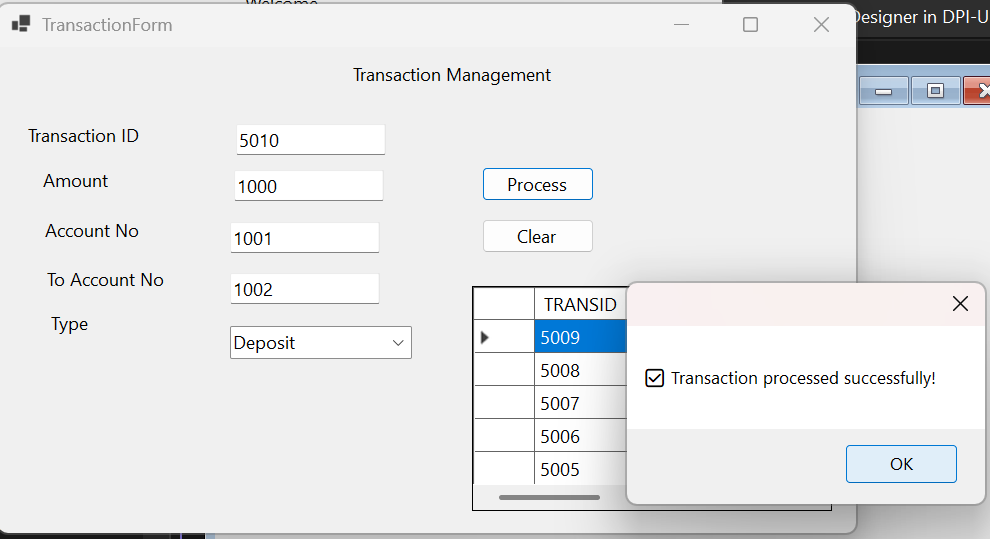 Welcome
TransactionForm
Designer in DPI-U
Transaction Management
Transaction ID
5010
Amount
1000
Process
Account No
1001
Clear
To Account No
1002
Type
Deposit
TRANSID
5009
5008
5007
5006
5005
Transaction processed successfully!
OK